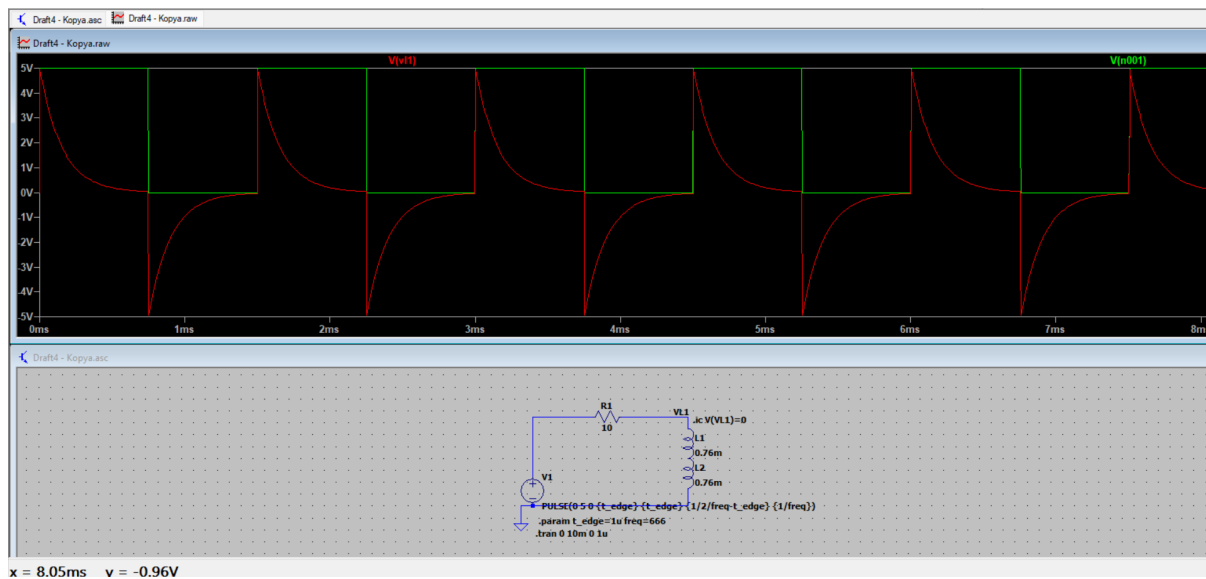 Draft4 - Kopya.asc Draft4 - Kopya.raw
Draft4 - Kopya.raw
V(vl1) V(n001)
5V
4V
3V
2V
1V
0V
-1V
-2V
-3V
-4V
-5V
0ms 1ms 2ms 3ms 4ms 5ms 6ms 7ms 8m
Draft4 - Kopya.asc
R1
10
VL1
.ic V(VL1)=0
L1
0.76m
L2
0.76m
V1
PULSE(0 5 0 {t_edge} {t_edge} {1/2/freq-t_edge} {1/freq})
.param t_edge=1u freq=666
.tran 0 10m 0 1u
x = 8.05ms y = -0.96V